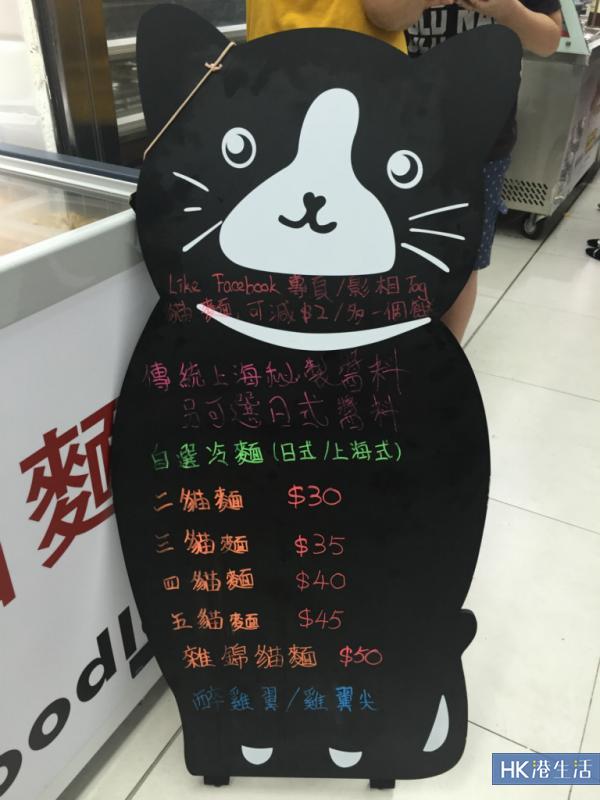 Like Facebook 專頁/影相Tag
貓麵 可減$2/多一個餸
傳統上海秘製醬料
另可選日式醬料
自選冷麵(日式/上海式)
二貓麵 $30
三貓麵 $35
四貓麵 $40
五貓麵 $45
雜錦貓麵 $50
醉雞翼/雞翼尖
麵
HK港生活